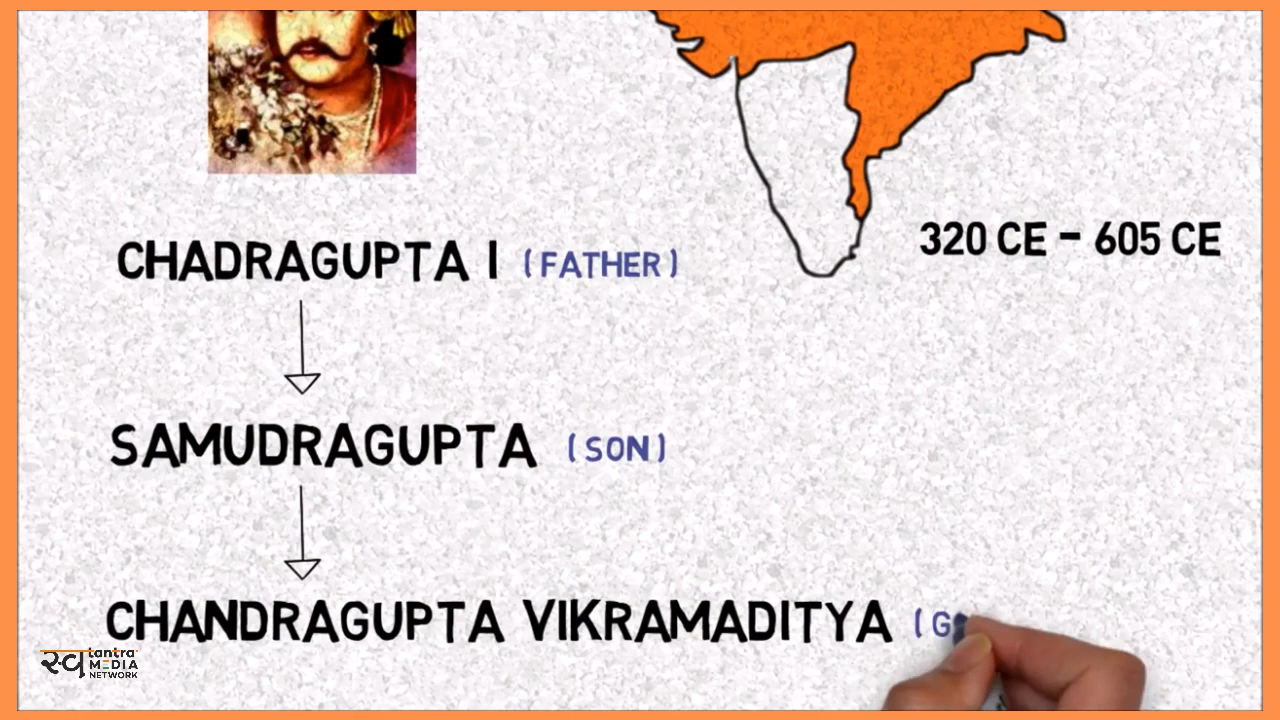 320 CE - 605 CE
CHADRAGUPTA I (FATHER)
SAMUDRAGUPTA (SON)
CHANDRAGUPTA VIKRAMADITYA (G
स्व tantra
MEDIA
NETWORK